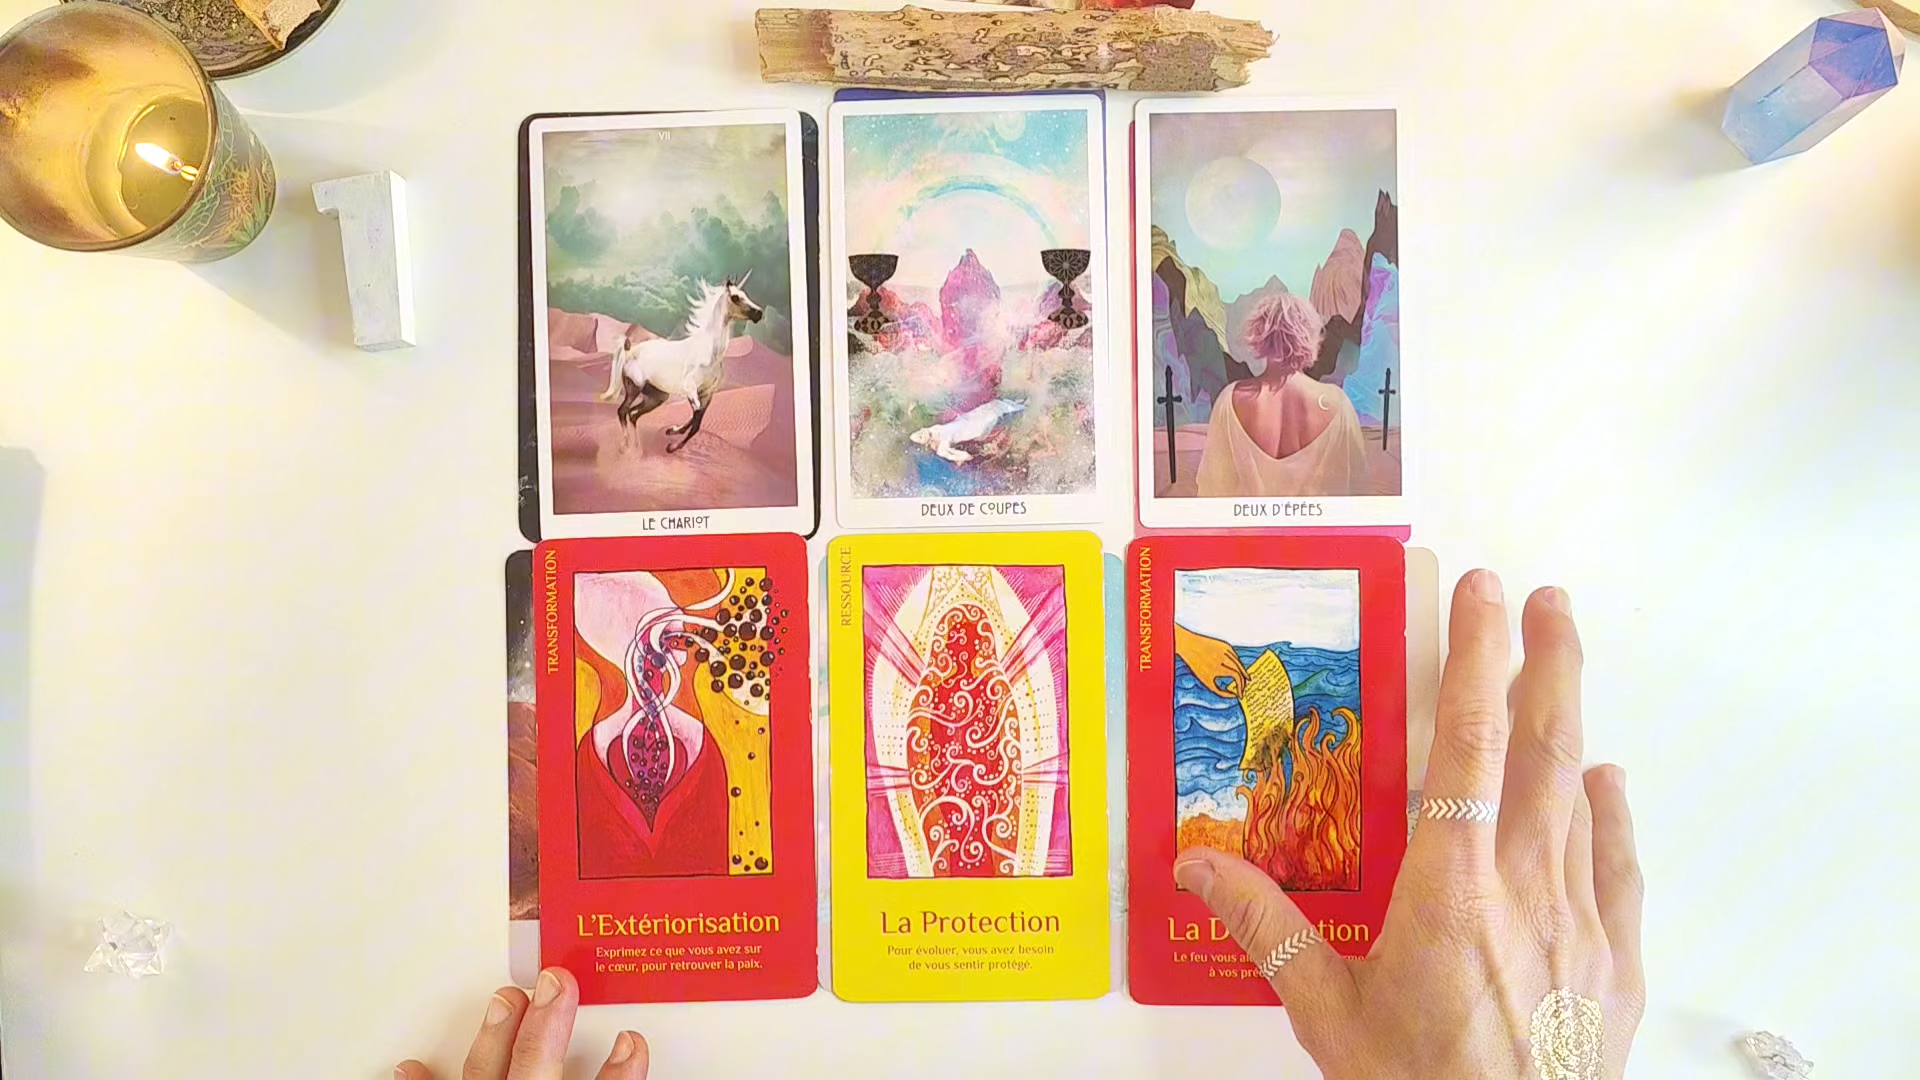 VII
LE CHARIOT
DEUX DE COUPES
DEUX D'ÉPÉES
TRANSFORMATION
L'Extériorisation
Exprimez ce que vous avez sur
le cœur, pour retrouver la paix.
RESSOURCE
La Protection
Pour évoluer, vous avez besoin
de vous sentir protégé.
TRANSFORMATION
La
Le feu vous
à vos